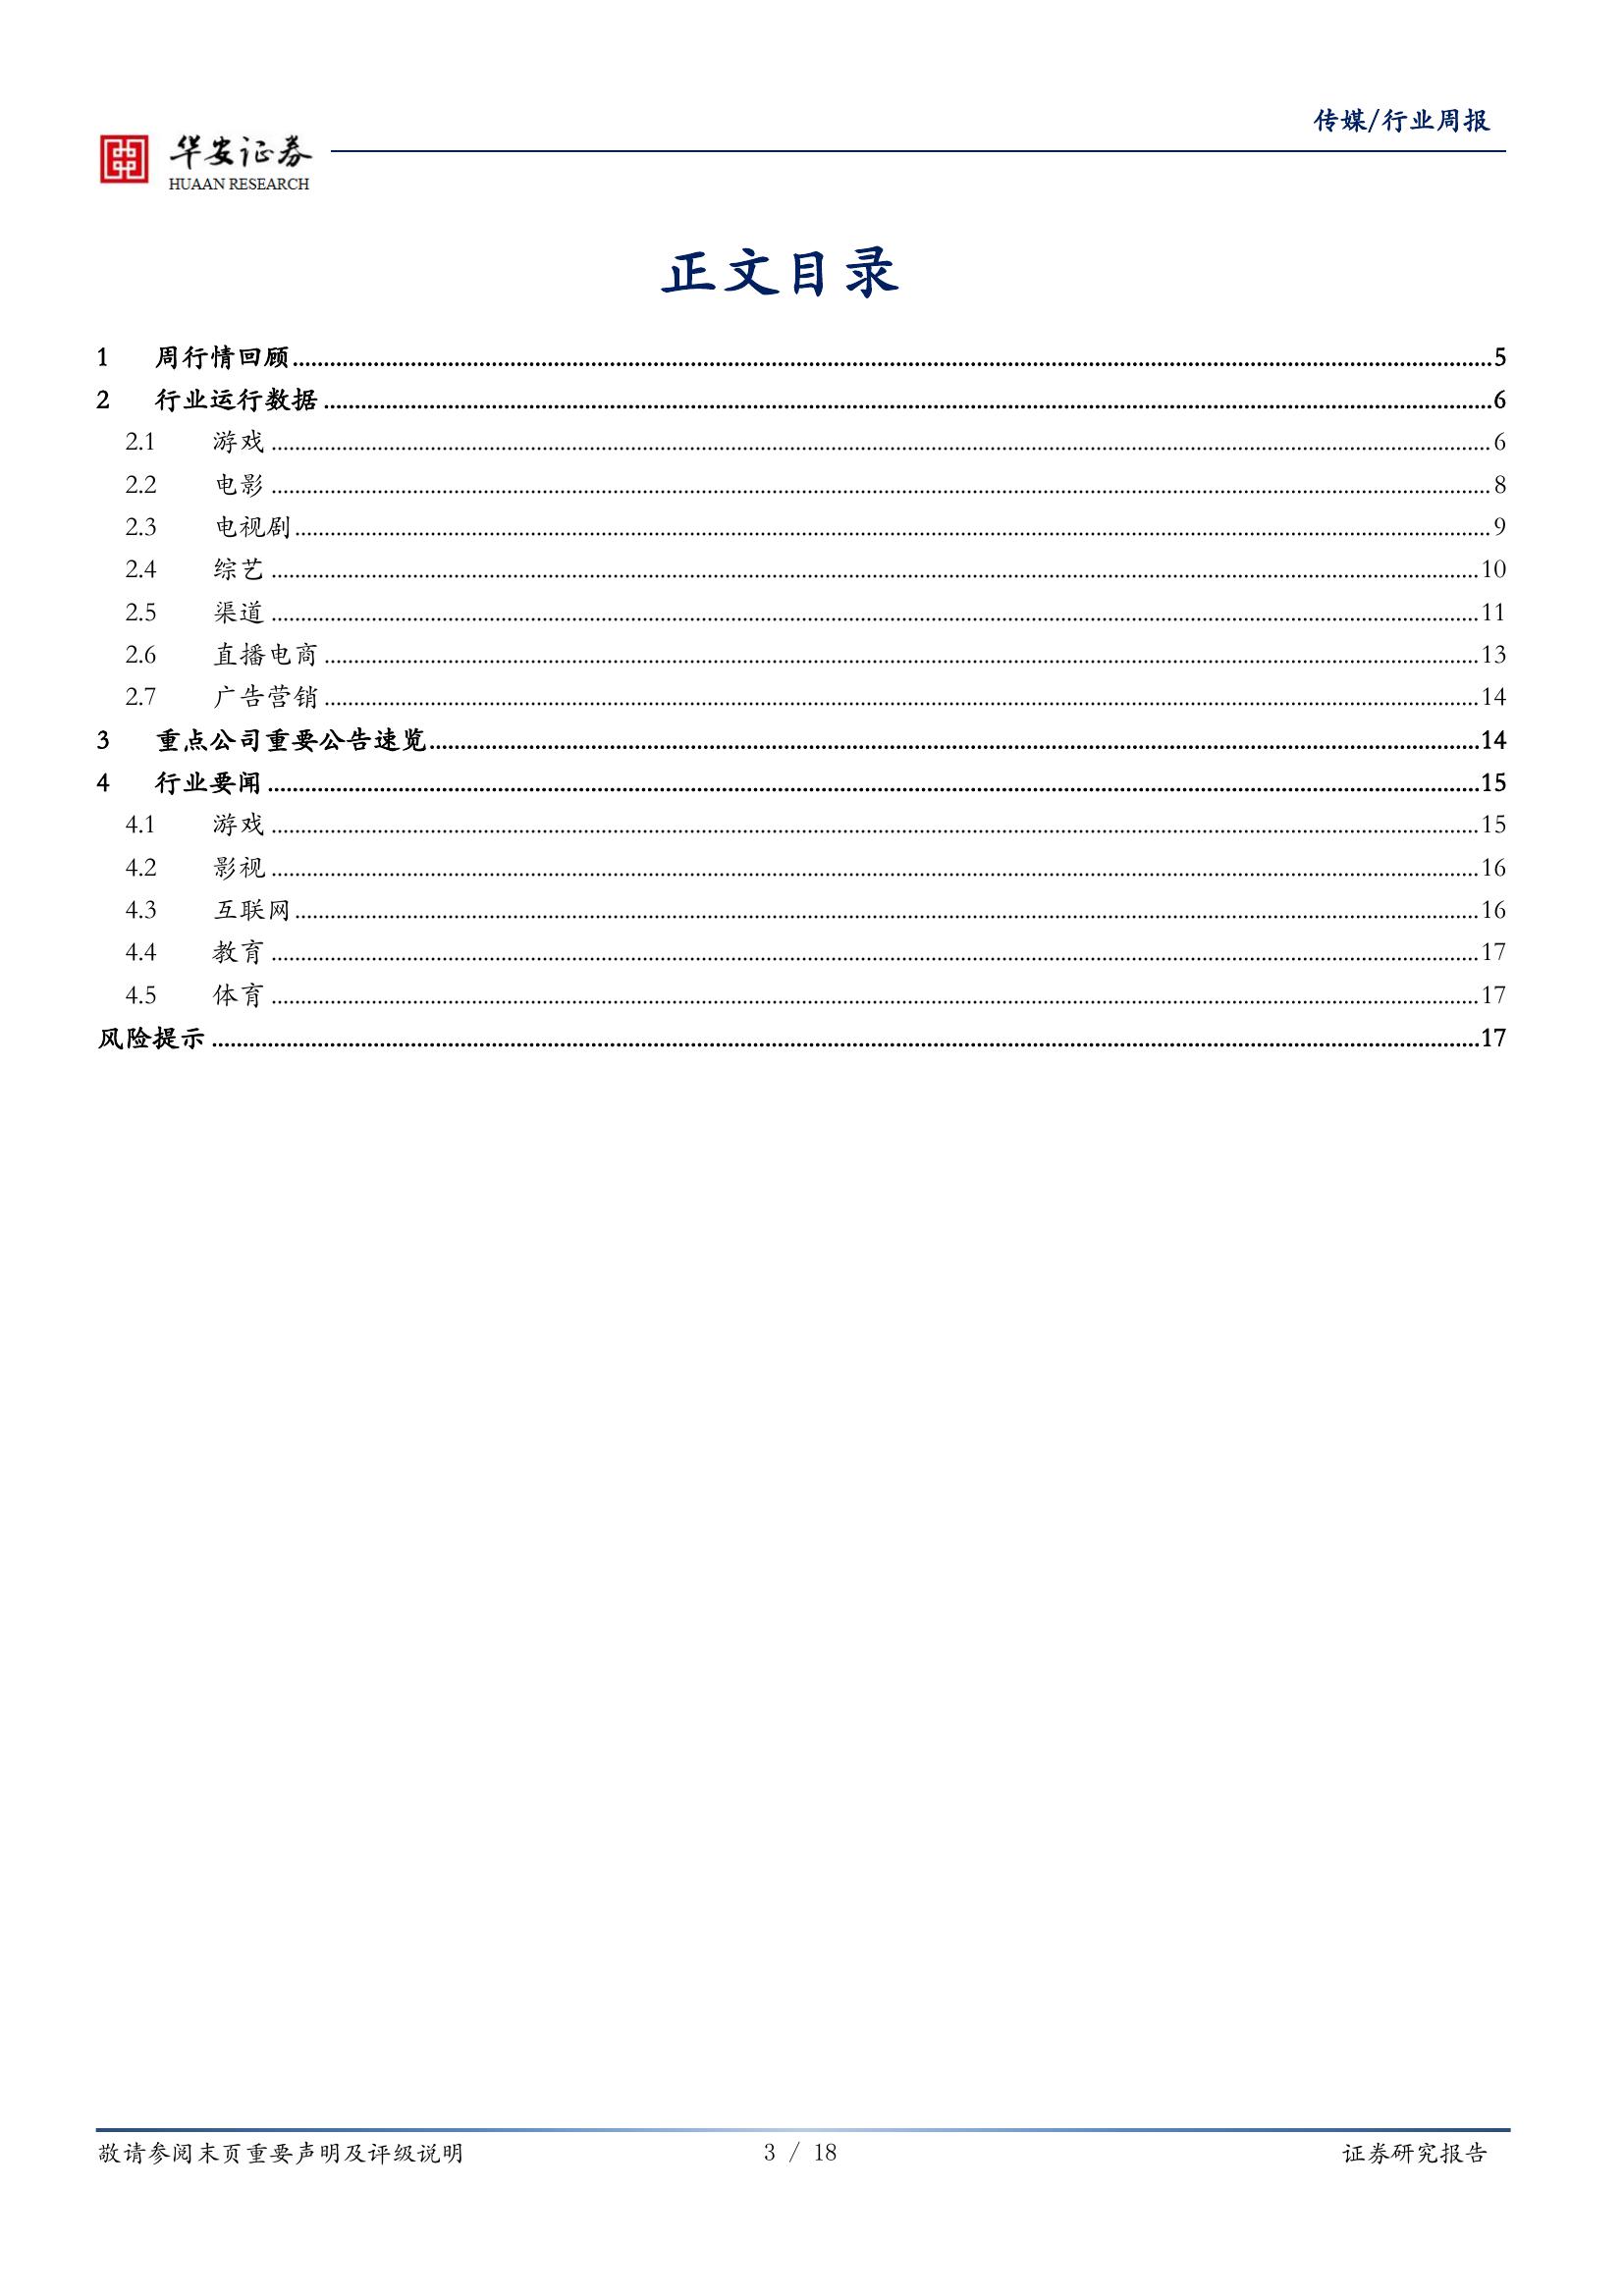 传媒/行业周报
华安证券
HUAAN RESEARCH
正文目录
1 周行情回顾 5
2 行业运行数据 6
2.1 游戏 6
2.2 电影 8
2.3 电视剧 9
2.4 综艺 10
2.5 渠道 11
2.6 直播电商 13
2.7 广告营销 14
3 重点公司重要公告速览 14
4 行业要闻 15
4.1 游戏 15
4.2 影视 16
4.3 互联网 16
4.4 教育 17
4.5 体育 17
风险提示 17
敬请参阅末页重要声明及评级说明 3 / 18 证券研究报告